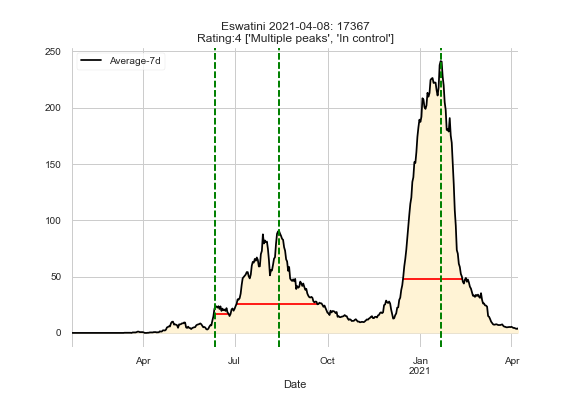 Eswatini 2021-04-08: 17367
Rating:4 ['Multiple peaks', 'In control']
Average-7d
250
200
150
100
50
0
Apr
Jul
Oct
Jan
2021
Apr
Date